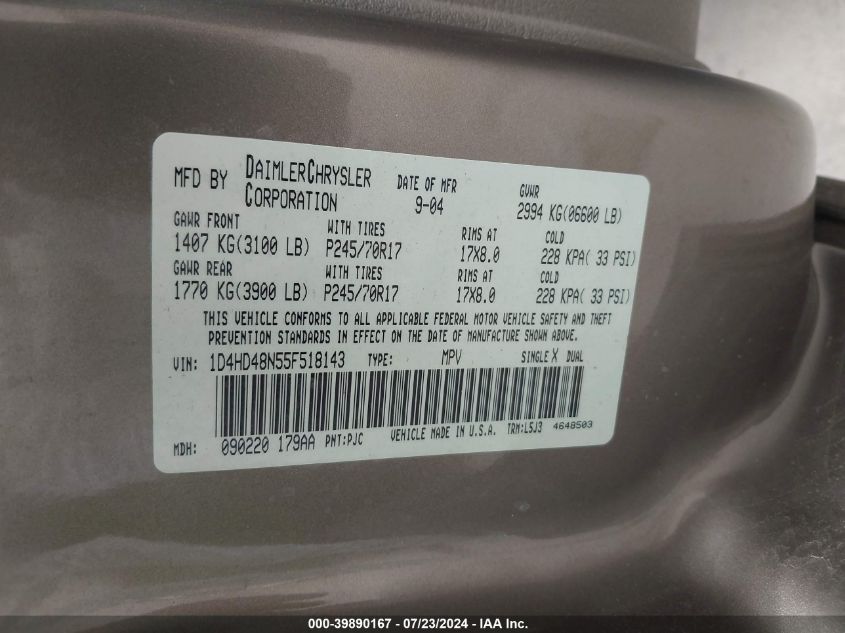 MFD BY DAIMLERCHRYSLER CORPORATION DATE OF MFR 9-04 GVWR 2994 KG(06600 LB)
GAWR FRONT WITH TIRES RIMS AT COLD
1407 KG(3100 LB) P245/70R17 17X8.0 228 KPA( 33 PSI)
GAWR REAR WITH TIRES RIMS AT COLD
1770 KG(3900 LB) P245/70R17 17X8.0 228 KPA( 33 PSI)
THIS VEHICLE CONFORMS TO ALL APPLICABLE FEDERAL MOTOR VEHICLE SAFETY AND THEFT
PREVENTION STANDARDS IN EFFECT ON THE DATE OF MANUFACTURE SHOWN ABOVE.
VIN: 1D4HD48N55F518143 TYPE: MPV SINGLE X DUAL
MDH: 090220 179AA PNT:PJC VEHICLE MADE IN U.S.A. TRM:L5J3 4648503
000-39890167 - 07/23/2024 - IAA Inc.